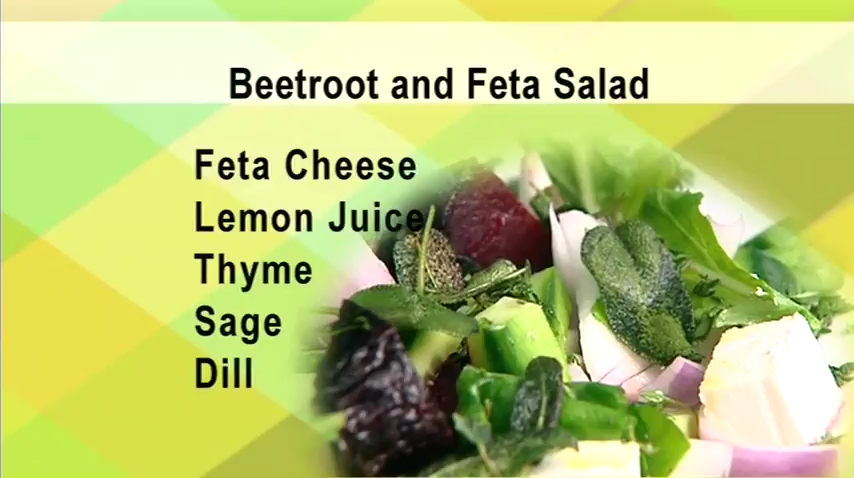 Beetroot and Feta Salad
Feta Cheese
Lemon Juice
Thyme
Sage
Dill